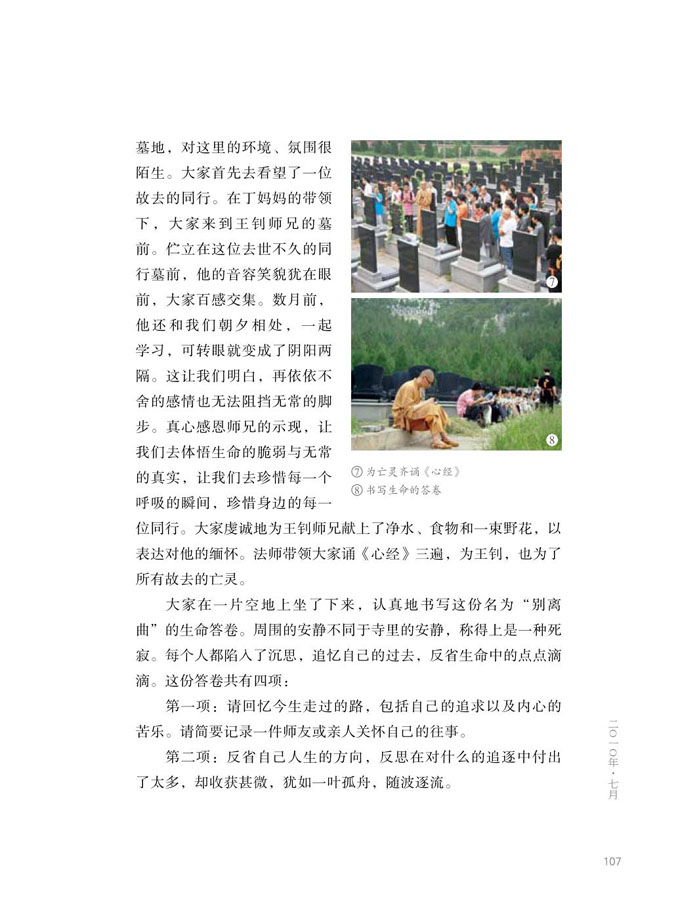 墓地，对这里的环境、氛围很
陌生。大家首先去看望了一位
故去的同行。在丁妈妈的带领
下，大家来到王钊师兄的墓
前。伫立在这位去世不久的同
行墓前，他的音容笑貌犹在眼
前，大家百感交集。数月前，
他还和我们朝夕相处，一起
学习，可转眼就变成了阴阳两
隔。这让我们明白，再依依不
舍的感情也无法阻挡无常的脚
步。真心感恩师兄的示现，让
我们去体悟生命的脆弱与无常
的真实，让我们去珍惜每一个
呼吸的瞬间，珍惜身边的每一
位同行。大家虔诚地为王钊师兄献上了净水、食物和一束野花，以
表达对他的缅怀。法师带领大家诵《心经》三遍，为王钊，也为了
所有故去的亡灵。
⑦
⑧
⑦ 为亡灵齐诵《心经》
⑧ 书写生命的答卷
大家在一片空地上坐了下来，认真地书写这份名为“别离
曲”的生命答卷。周围的安静不同于寺里的安静，称得上是一种死
寂。每个人都陷入了沉思，追忆自己的过去，反省生命中的点点滴
滴。这份答卷共有四项：
第一项：请回忆今生走过的路，包括自己的追求以及内心的
苦乐。请简要记录一件师友或亲人关怀自己的往事。
第二项：反省自己人生的方向，反思在对什么的追逐中付出
了太多，却收获甚微，犹如一叶孤舟，随波逐流。
二〇一〇年·七月
107